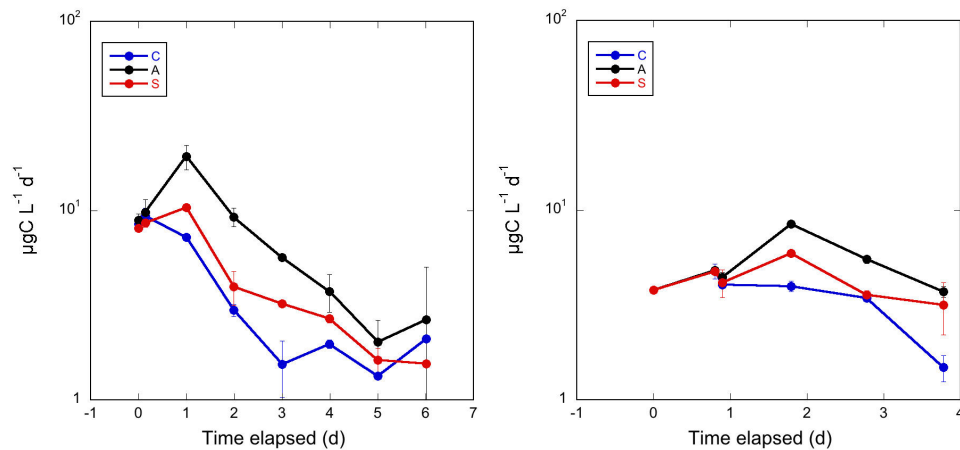 10²
C
A
S
10¹
1
µgC L⁻¹ d⁻¹
-1 0 1 2 3 4 5 6 7
Time elapsed (d)
10²
C
A
S
10¹
1
µgC L⁻¹ d⁻¹
-1 0 1 2 3 4
Time elapsed (d)